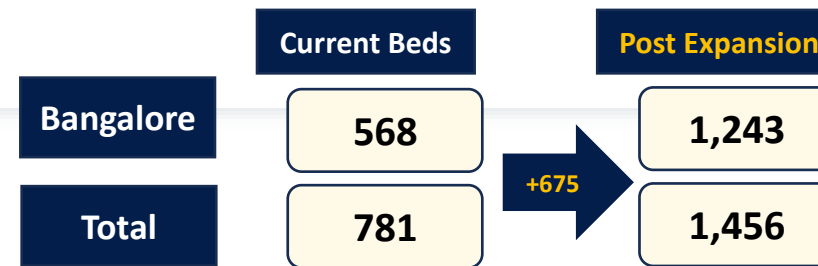 Current Beds
Post Expansion
Bangalore
568
1,243
+675
Total
781
1,456